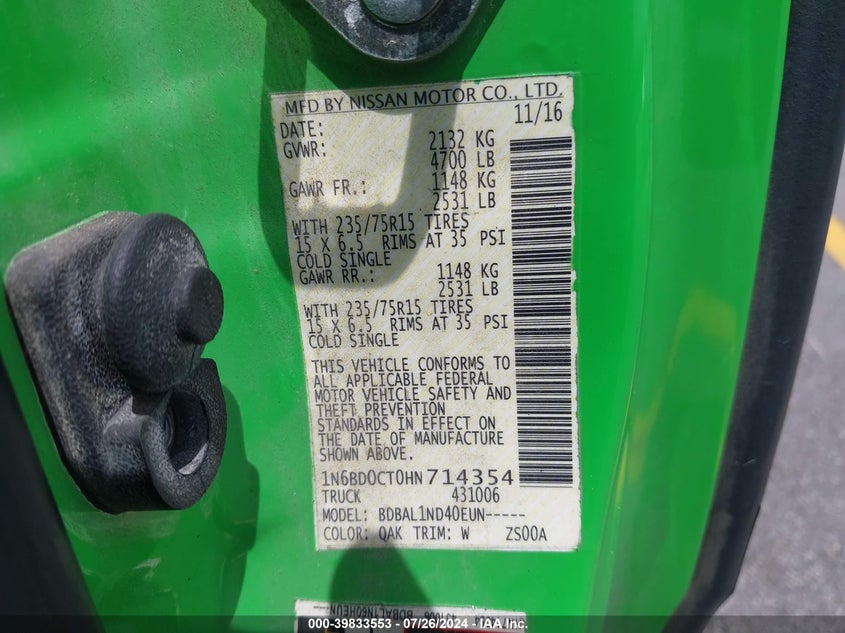 MFD BY NISSAN MOTOR CO., LTD.
DATE: 11/16
GVWR: 2132 KG
4700 LB
GAWR FR.: 1148 KG
2531 LB
WITH 235/75R15 TIRES
15 X 6.5 RIMS AT 35 PSI
COLD SINGLE
GAWR RR.: 1148 KG
2531 LB
WITH 235/75R15 TIRES
15 X 6.5 RIMS AT 35 PSI
COLD SINGLE
THIS VEHICLE CONFORMS TO
ALL APPLICABLE FEDERAL
MOTOR VEHICLE SAFETY AND
THEFT PREVENTION
STANDARDS IN EFFECT ON
THE DATE OF MANUFACTURE
SHOWN ABOVE.
1N6BD0CT0HN714354
TRUCK 431006
MODEL: BDBAL1ND40EUN-----
COLOR: QAK TRIM: W ZS00A
000-39833553 / 07/26/2024 / IAA Inc.